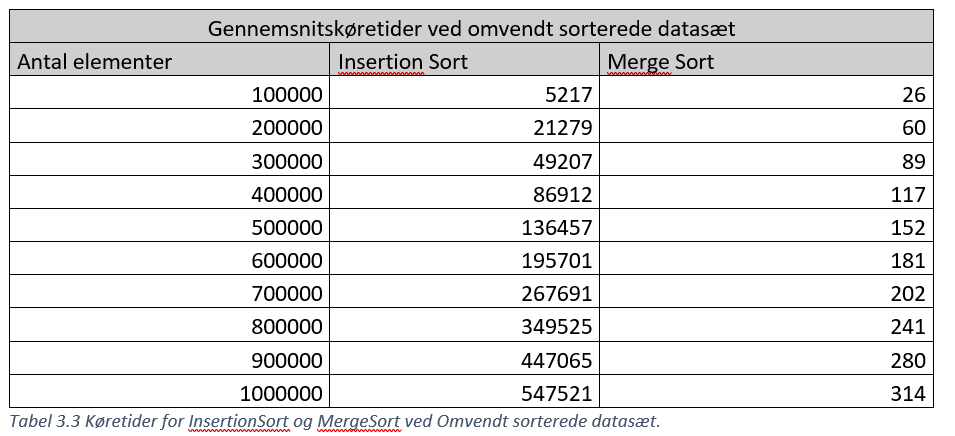 Gennemsnitskøretider ved omvendt sorterede datasæt
Antal elementer Insertion Sort Merge Sort
100000 5217 26
200000 21279 60
300000 49207 89
400000 86912 117
500000 136457 152
600000 195701 181
700000 267691 202
800000 349525 241
900000 447065 280
1000000 547521 314
Tabel 3.3 Køretider for InsertionSort og MergeSort ved Omvendt sorterede datasæt.